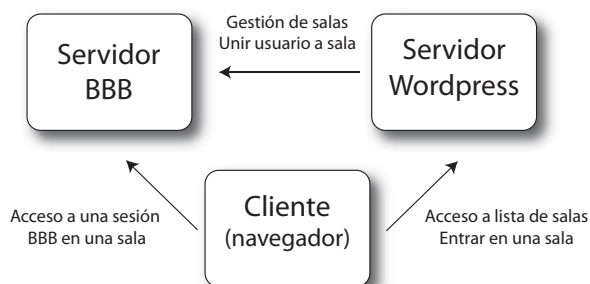 Gestión de salas
Unir usuario a sala
Servidor
BBB
Servidor
Wordpress
Cliente
(navegador)
Acceso a una sesión
BBB en una sala
Acceso a lista de salas
Entrar en una sala